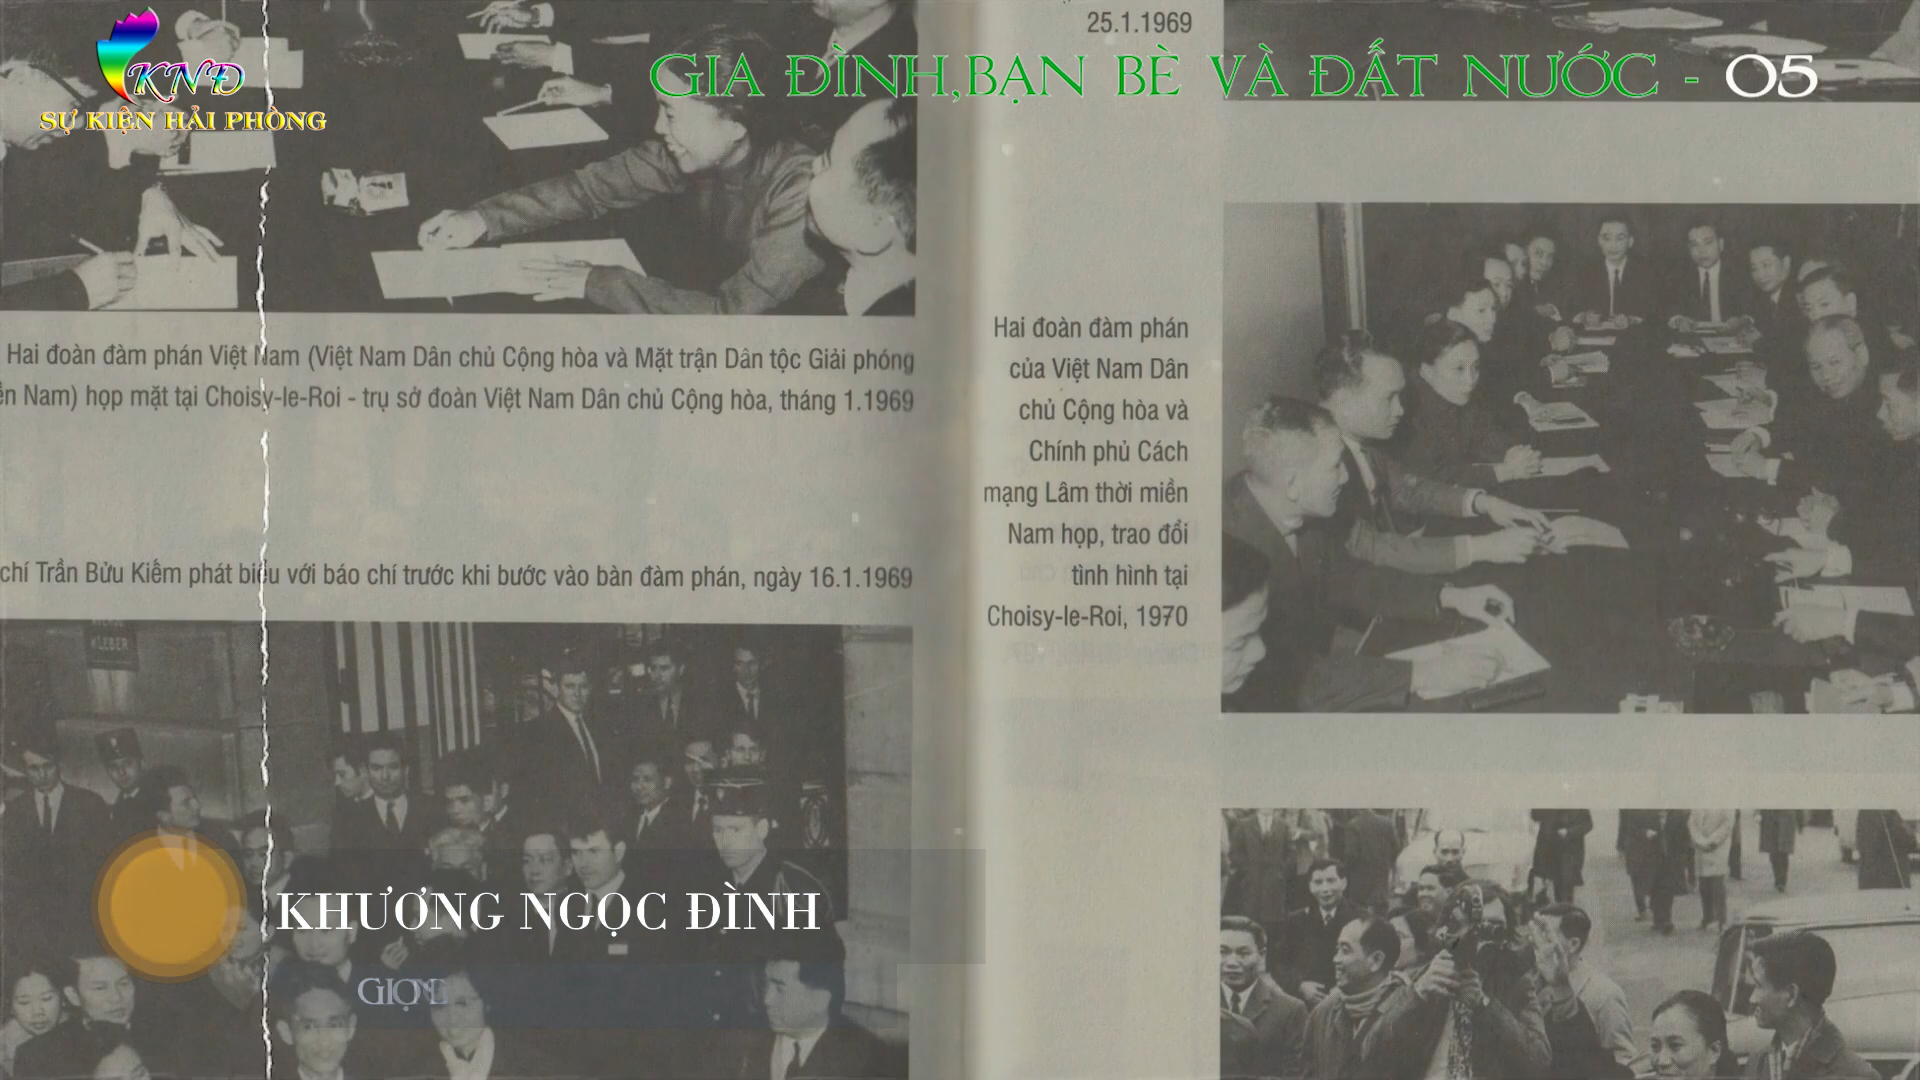 KNĐ
SỰ KIỆN HẢI PHÒNG
25.1.1969
GIA ĐÌNH,BẠN BÈ VÀ ĐẤT NƯỚC - 05
Hai đoàn đàm phán Việt Nam (Việt Nam Dân chủ Cộng hòa và Mặt trận Dân tộc Giải phóng
Nam) họp mặt tại Choisy-le-Roi - trụ sở đoàn Việt Nam Dân chủ Cộng hòa, tháng 1.1969
chí Trần Bửu Kiếm phát biểu với báo chí trước khi bước vào bàn đàm phán, ngày 16.1.1969
KLEBER
Hai đoàn đàm phán
của Việt Nam Dân
chủ Cộng hòa và
Chính phủ Cách
mạng Lâm thời miền
Nam họp, trao đổi
tình hình tại
Choisy-le-Roi, 1970
KHƯƠNG NGỌC ĐÌNH